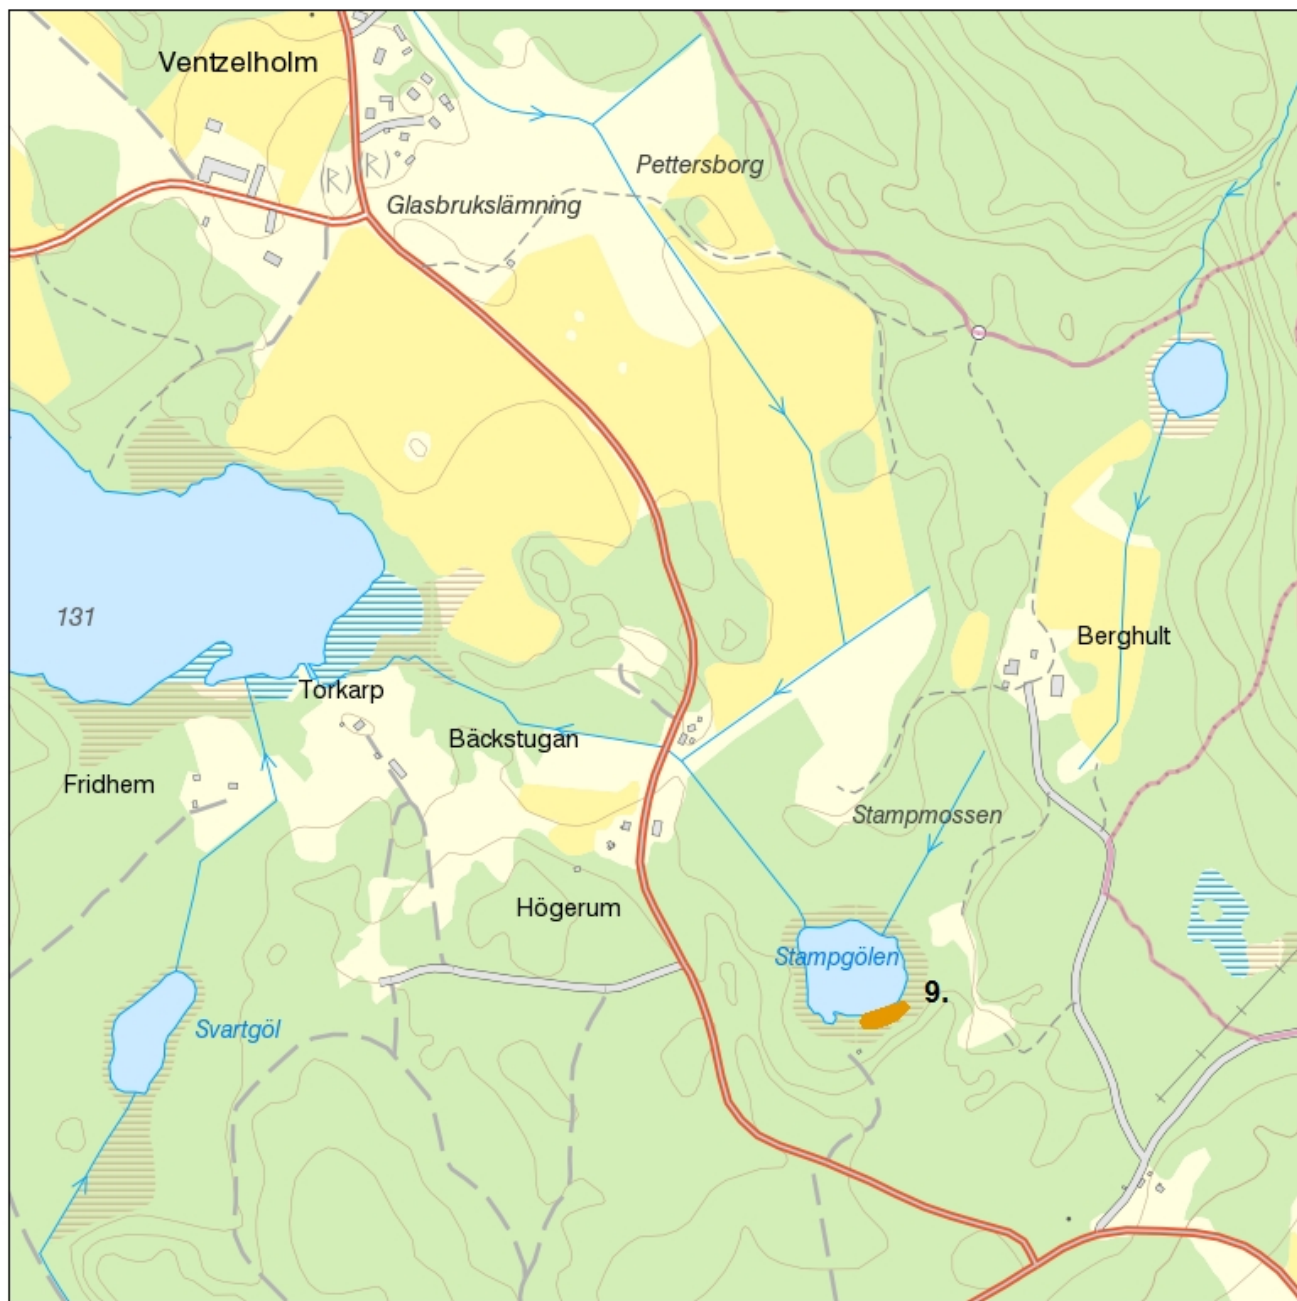 Ventzelholm
Pettersborg
(R)
(R)
Glasbrukslämning
131
Berghult
Torkarp
Bäckstugan
Fridhem
Stampmossen
Högerum
Stampgölen
9.
Svartgöl